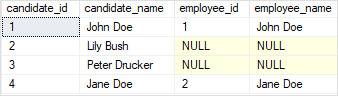 candidate_id candidate_name employee_id employee_name
1 John Doe 1 John Doe
2 Lily Bush NULL NULL
3 Peter Drucker NULL NULL
4 Jane Doe 2 Jane Doe